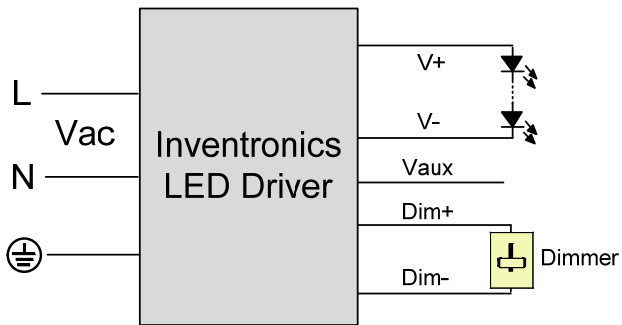 L
Vac
N
Inventronics
LED Driver
V+
V-
Vaux
Dim+
Dimmer
Dim-